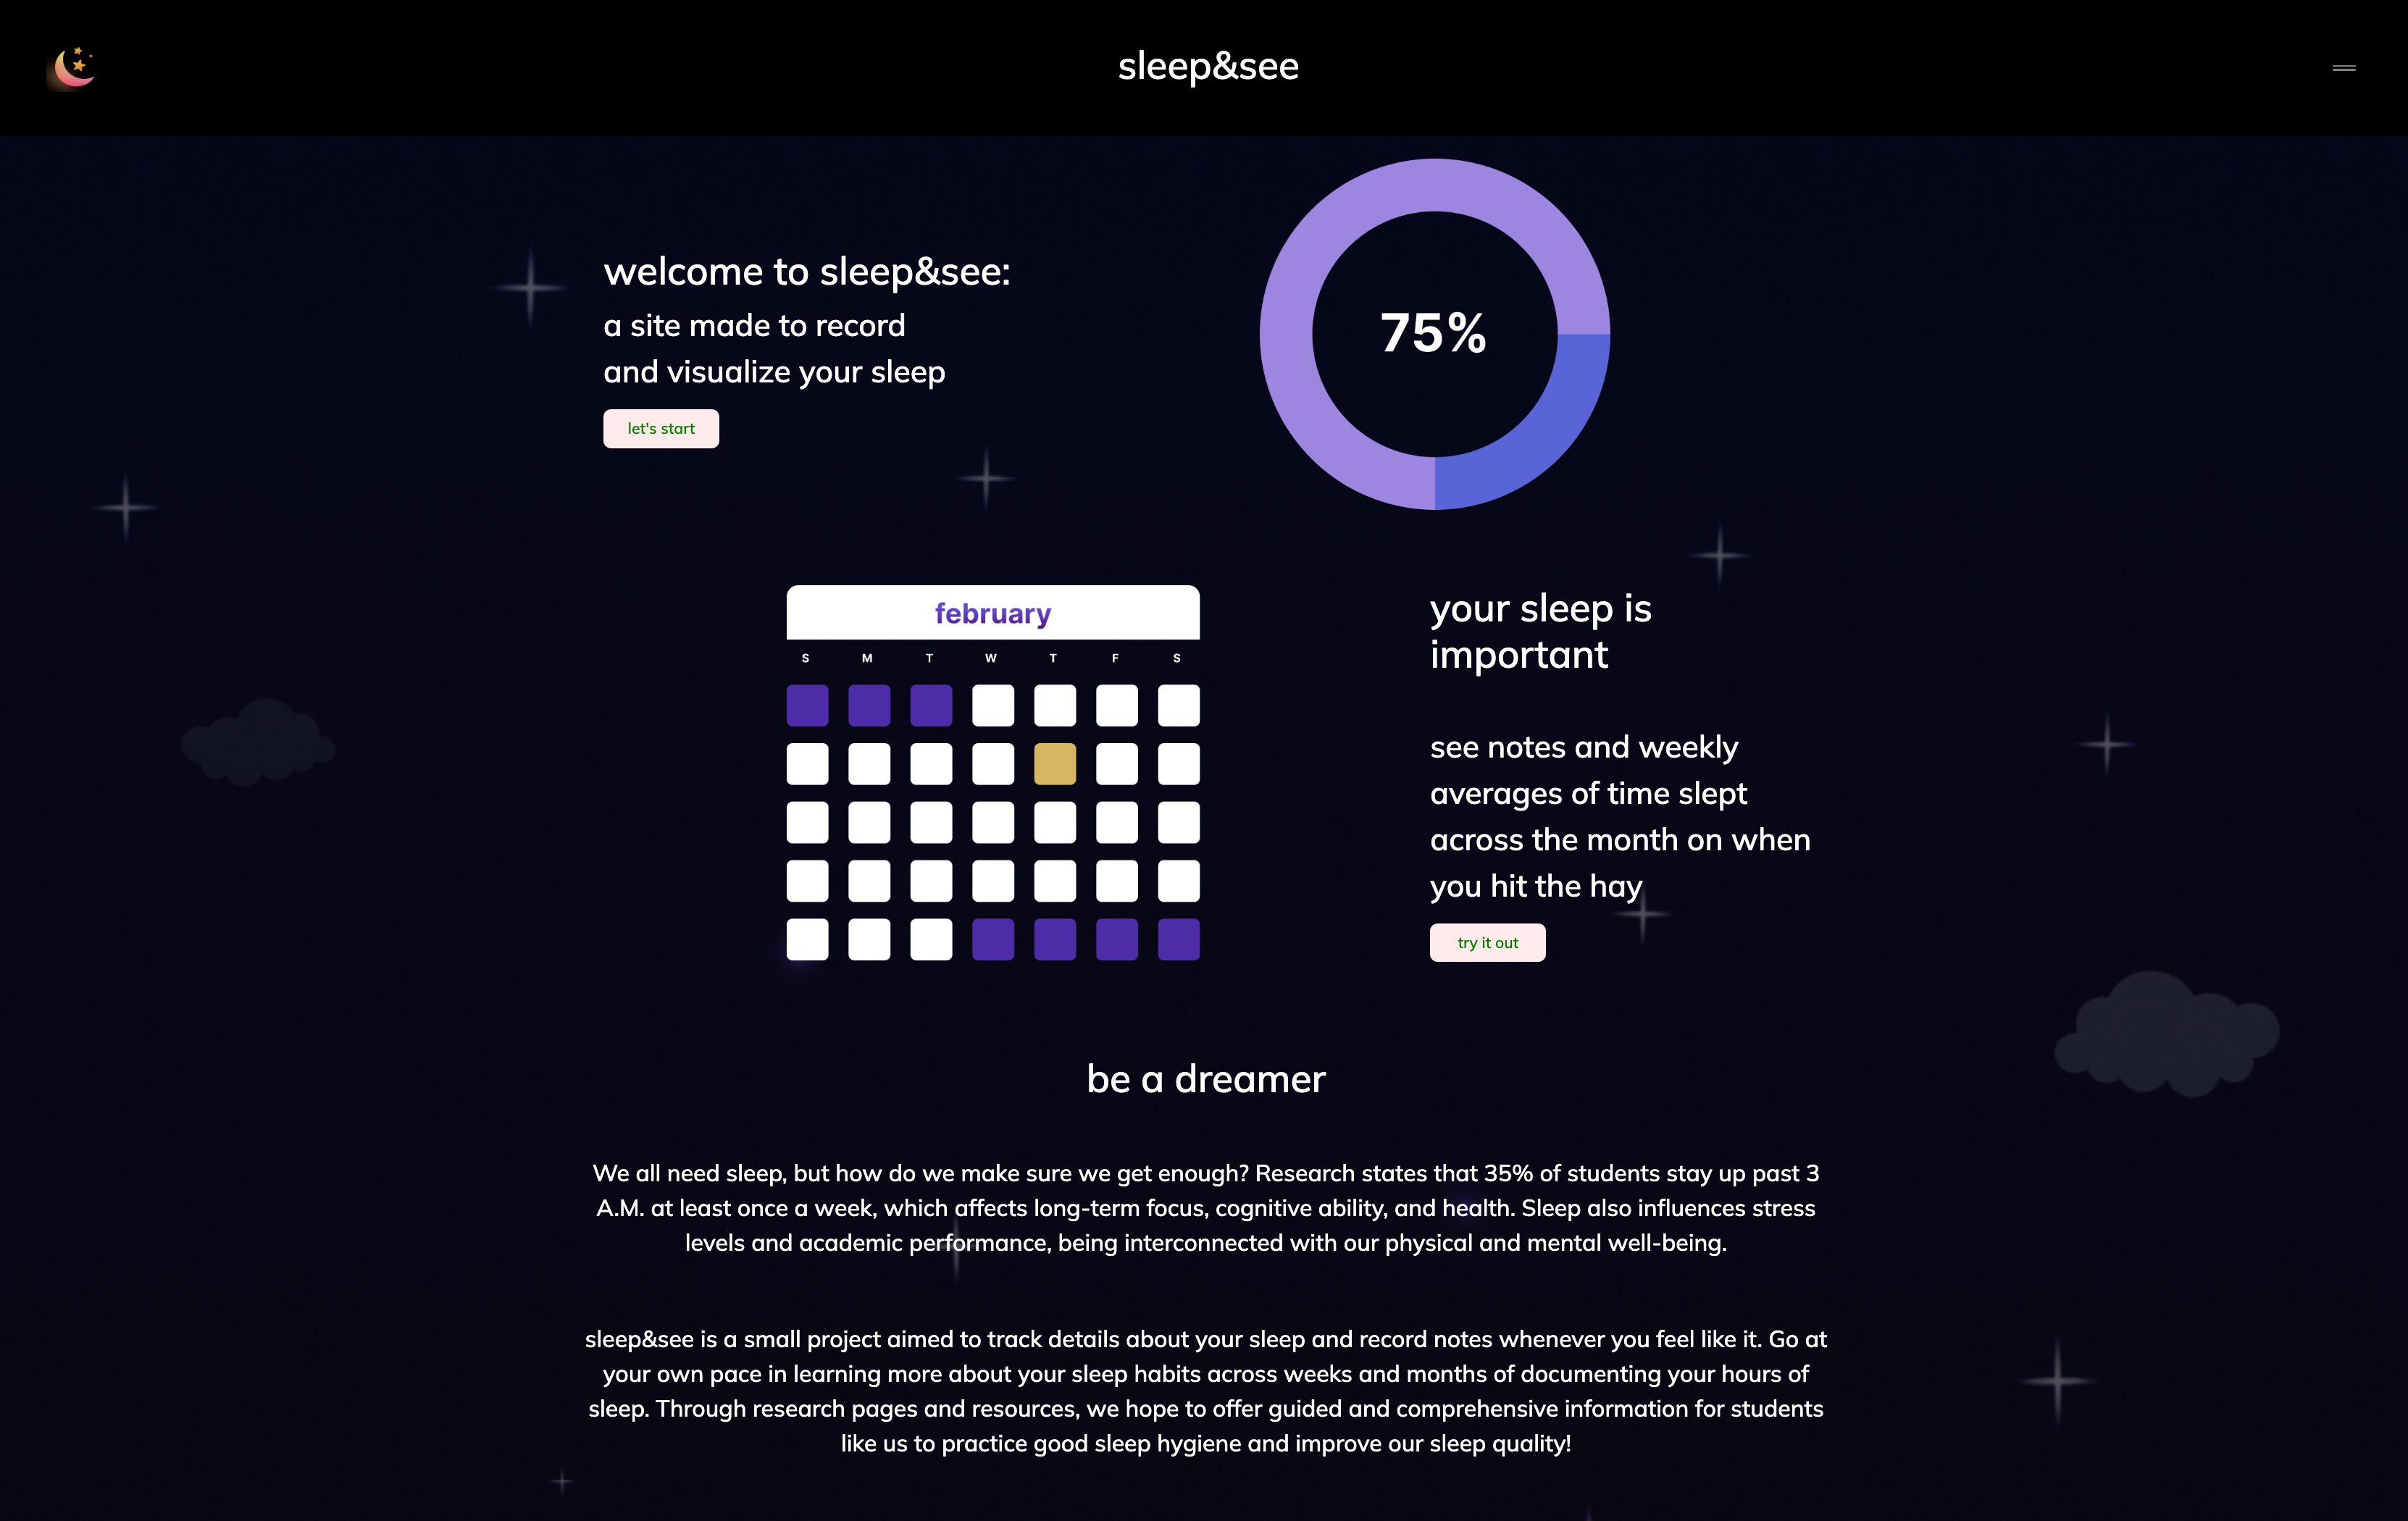 sleep&see
welcome to sleep&see:
a site made to record
and visualize your sleep
let's start
75%
february
S M T W T F S
your sleep is
important
see notes and weekly
averages of time slept
across the month on when
you hit the hay
try it out
be a dreamer
We all need sleep, but how do we make sure we get enough? Research states that 35% of students stay up past 3
A.M. at least once a week, which affects long-term focus, cognitive ability, and health. Sleep also influences stress
levels and academic performance, being interconnected with our physical and mental well-being.
sleep&see is a small project aimed to track details about your sleep and record notes whenever you feel like it. Go at
your own pace in learning more about your sleep habits across weeks and months of documenting your hours of
sleep. Through research pages and resources, we hope to offer guided and comprehensive information for students
like us to practice good sleep hygiene and improve our sleep quality!